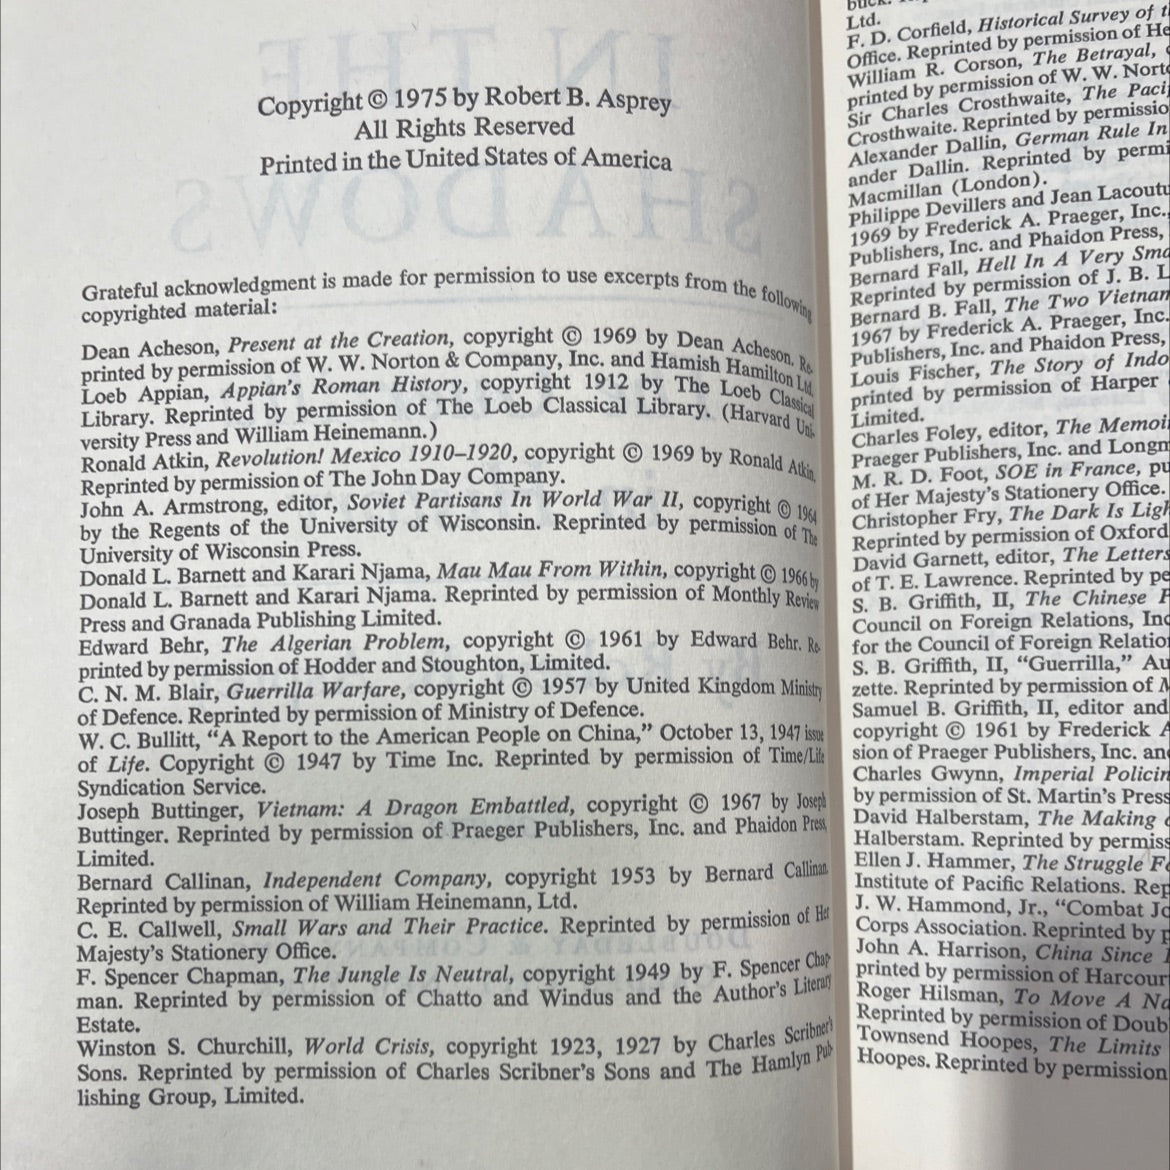 Copyright © 1975 by Robert B. Asprey
All Rights Reserved
Printed in the United States of America
Grateful acknowledgment is made for permission to use excerpts from the following
copyrighted material:
Dean Acheson, Present at the Creation, copyright © 1969 by Dean Acheson. Re-
printed by permission of W. W. Norton & Company, Inc. and Hamish Hamilton Ltd.
Loeb Appian, Appian's Roman History, copyright 1912 by The Loeb Classical
Library. Reprinted by permission of The Loeb Classical Library. (Harvard Uni-
versity Press and William Heinemann.)
Ronald Atkin, Revolution! Mexico 1910–1920, copyright © 1969 by Ronald Atkin.
Reprinted by permission of The John Day Company.
John A. Armstrong, editor, Soviet Partisans In World War II, copyright © 1964
by the Regents of the University of Wisconsin. Reprinted by permission of The
University of Wisconsin Press.
Donald L. Barnett and Karari Njama, Mau Mau From Within, copyright © 1966 by
Donald L. Barnett and Karari Njama. Reprinted by permission of Monthly Review
Press and Granada Publishing Limited.
Edward Behr, The Algerian Problem, copyright © 1961 by Edward Behr. Re-
printed by permission of Hodder and Stoughton, Limited.
C. N. M. Blair, Guerrilla Warfare, copyright © 1957 by United Kingdom Ministry
of Defence. Reprinted by permission of Ministry of Defence.
W. C. Bullitt, "A Report to the American People on China," October 13, 1947 issue
of Life. Copyright © 1947 by Time Inc. Reprinted by permission of Time/Life
Syndication Service.
Joseph Buttinger, Vietnam: A Dragon Embattled, copyright © 1967 by Joseph
Buttinger. Reprinted by permission of Praeger Publishers, Inc. and Phaidon Press,
Limited.
Bernard Callinan, Independent Company, copyright 1953 by Bernard Callinan.
Reprinted by permission of William Heinemann, Ltd.
C. E. Callwell, Small Wars and Their Practice. Reprinted by permission of Her
Majesty's Stationery Office.
F. Spencer Chapman, The Jungle Is Neutral, copyright 1949 by F. Spencer Chap-
man. Reprinted by permission of Chatto and Windus and the Author's Literary
Estate.
Winston S. Churchill, World Crisis, copyright 1923, 1927 by Charles Scribner's
Sons. Reprinted by permission of Charles Scribner's Sons and The Hamlyn Pub-
lishing Group, Limited.
Ltd.
F. D. Corfield, Historical Survey of
Office. Reprinted by permission of He
William R. Corson, The Betrayal,
printed by permission of W. W. Nort
Sir Charles Crosthwaite, The Paci
Crosthwaite. Reprinted by permissio
Alexander Dallin, German Rule In
ander Dallin. Reprinted by permi
Macmillan (London).
Philippe Devillers and Jean Lacoutu
1969 by Frederick A. Praeger, Inc.,
Publishers, Inc. and Phaidon Press,
Bernard Fall, Hell In A Very Sma
Reprinted by permission of J. B. L
Bernard B. Fall, The Two Vietnam
1967 by Frederick A. Praeger, Inc.
Publishers, Inc. and Phaidon Press,
Louis Fischer, The Story of Indo
printed by permission of Harper
Limited.
Charles Foley, editor, The Memoi
Praeger Publishers, Inc. and Longm
M. R. D. Foot, SOE in France, pu
of Her Majesty's Stationery Office.
Christopher Fry, The Dark Is Ligh
Reprinted by permission of Oxford
David Garnett, editor, The Letters
of T. E. Lawrence. Reprinted by pe
S. B. Griffith, II, The Chinese P
Council on Foreign Relations, Inc
for the Council of Foreign Relatio
S. B. Griffith, II, "Guerrilla," Au
zette. Reprinted by permission of M
Samuel B. Griffith, II, editor and
copyright © 1961 by Frederick A
sion of Praeger Publishers, Inc. an
Charles Gwynn, Imperial Policin
by permission of St. Martin's Press
David Halberstam, The Making
Halberstam. Reprinted by permiss
Ellen J. Hammer, The Struggle Fo
Institute of Pacific Relations. Rep
J. W. Hammond, Jr., "Combat Jo
Corps Association. Reprinted by p
John A. Harrison, China Since
printed by permission of Harcour
Roger Hilsman, To Move A Na
Reprinted by permission of Doub
Townsend Hoopes, The Limits
Hoopes. Reprinted by permission